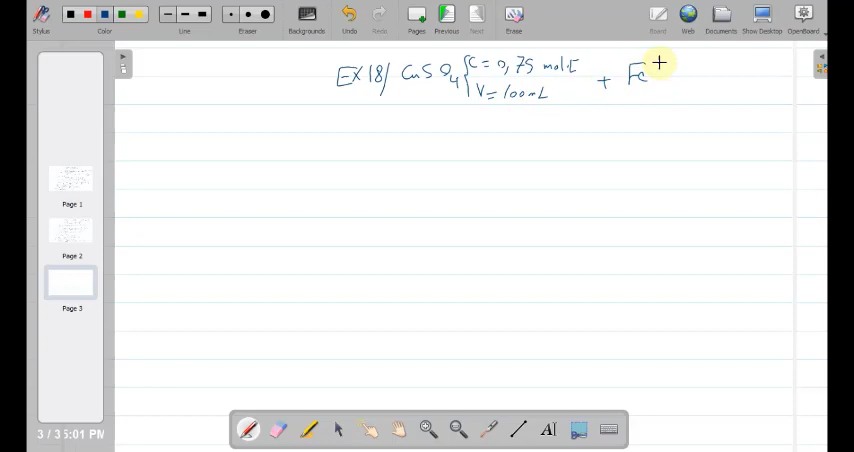 Stylus
Color
Line
Eraser
Backgrounds
Undo
Pages
Previous
Next
Erase
Board
Web
Documents
Show Desktop
OpenBoard
EX 18/ CuSO4 { C = 0,75 mol.L + Fe
V = 100 mL
Page 1
Page 2
Page 3
3 / 3
5:01 PM